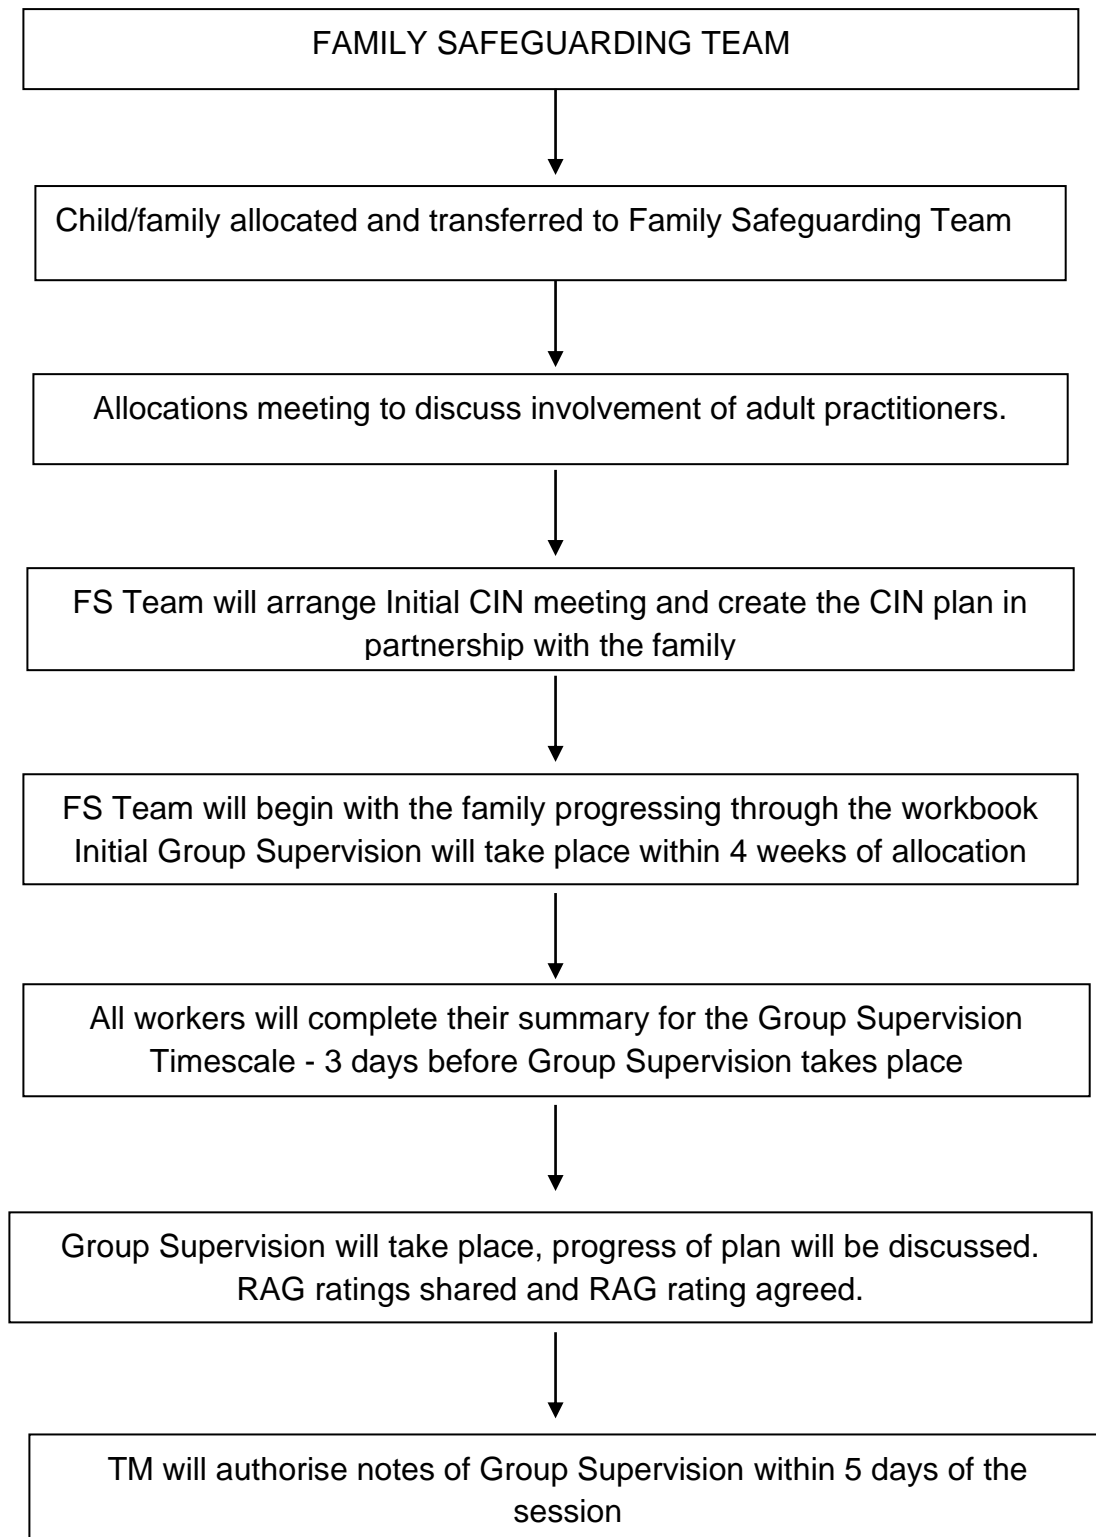 FAMILY SAFEGUARDING TEAM
Child/family allocated and transferred to Family Safeguarding Team
Allocations meeting to discuss involvement of adult practitioners.
FS Team will arrange Initial CIN meeting and create the CIN plan in
partnership with the family
FS Team will begin with the family progressing through the workbook
Initial Group Supervision will take place within 4 weeks of allocation
All workers will complete their summary for the Group Supervision
Timescale - 3 days before Group Supervision takes place
Group Supervision will take place, progress of plan will be discussed.
RAG ratings shared and RAG rating agreed.
TM will authorise notes of Group Supervision within 5 days of the
session